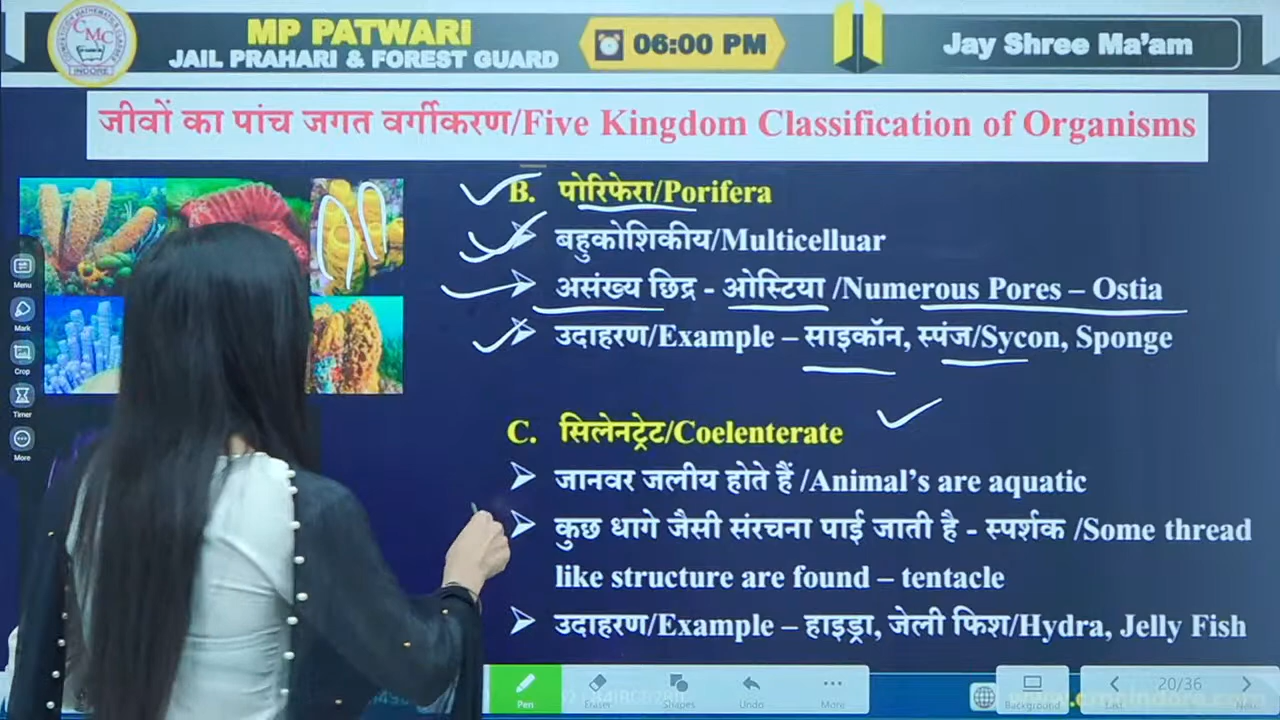 MP PATWARI
JAIL PRAHARI & FOREST GUARD
CMC
INDORE
06:00 PM
Jay Shree Ma'am
जीवों का पांच जगत वर्गीकरण/Five Kingdom Classification of Organisms
B. पोरिफेरा/Porifera
बहुकोशिकीय/Multicelluar
असंख्य छिद्र - ओस्टिया /Numerous Pores – Ostia
उदाहरण/Example – साइकॉन, स्पंज/Sycon, Sponge
C. सिलेनट्रेट/Coelenterate
जानवर जलीय होते हैं /Animal's are aquatic
कुछ धागे जैसी संरचना पाई जाती है - स्पर्शक /Some thread
like structure are found – tentacle
उदाहरण/Example – हाइड्रा, जेली फिश/Hydra, Jelly Fish
Menu
Mark
Crop
Timer
More
Pen
Eraser
Shapes
Undo
More
Background
Last
20/36
Next